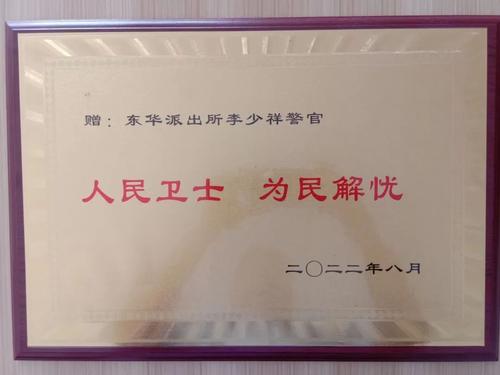 赠：东华派出所李少祥警官
人民卫士 为民解忧
二〇二二年八月